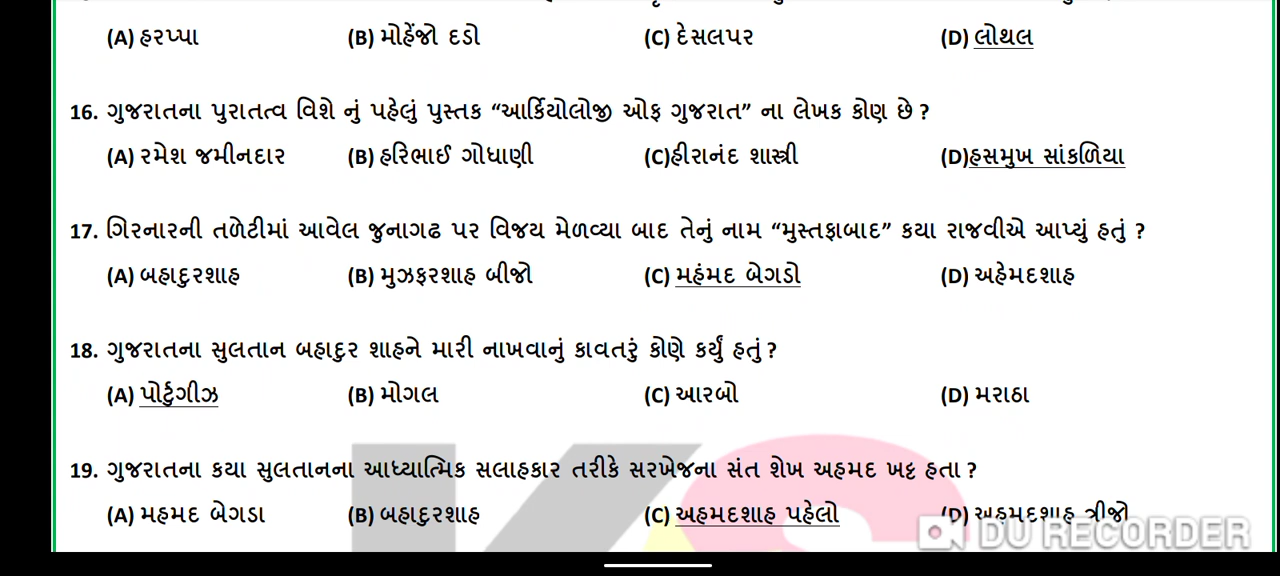 (A) હરપ્પા (B) મોહેંજો દડો (C) દેસલપર (D) લોથલ
16. ગુજરાતના પુરાતત્વ વિશે નું પહેલું પુસ્તક “આર્કિયોલોજી ઓફ ગુજરાત” ના લેખક કોણ છે ?
(A) રમેશ જમીનદાર (B) હરિભાઈ ગોધાણી (C)હીરાનંદ શાસ્ત્રી (D)હસમુખ સાંકળિયા
17. ગિરનારની તળેટીમાં આવેલ જુનાગઢ પર વિજય મેળવ્યા બાદ તેનું નામ “મુસ્તફાબાદ” કયા રાજવીએ આપ્યું હતું ?
(A) બહાદુરશાહ (B) મુઝફરશાહ બીજો (C) મહંમદ બેગડો (D) અહેમદશાહ
18. ગુજરાતના સુલતાન બહાદુર શાહને મારી નાખવાનું કાવતરું કોણે કર્યું હતું ?
(A) પોર્ટુગીઝ (B) મોગલ (C) આરબો (D) મરાઠા
19. ગુજરાતના કયા સુલતાનના આધ્યાત્મિક સલાહકાર તરીકે સરખેજના સંત શેખ અહમદ ખટ્ટ હતા ?
(A) મહમદ બેગડા (B) બહાદુરશાહ (C) અહમદશાહ પહેલો (D) અહમદશાહ ત્રીજો
DU RECORDER